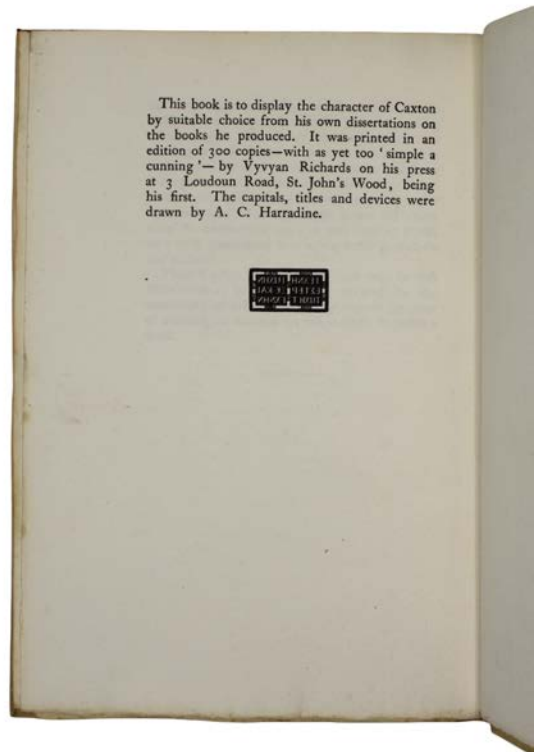 This book is to display the character of Caxton
by suitable choice from his own dissertations on
the books he produced. It was printed in an
edition of 300 copies—with as yet too ‘ simple a
cunning ’— by Vyvyan Richards on his press
at 3 Loudoun Road, St. John's Wood, being
his first. The capitals, titles and devices were
drawn by A. C. Harradine.